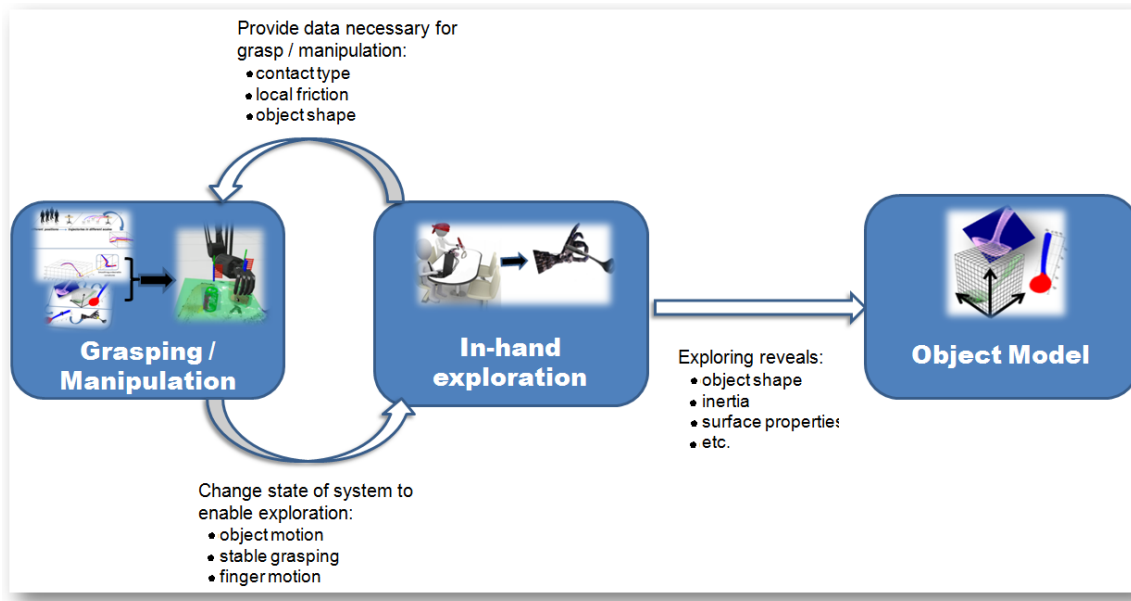 Provide data necessary for
grasp / manipulation:
contact type
local friction
object shape
Grasping /
Manipulation
In-hand
exploration
Exploring reveals:
object shape
inertia
surface properties
etc.
Object Model
Change state of system to
enable exploration:
object motion
stable grasping
finger motion